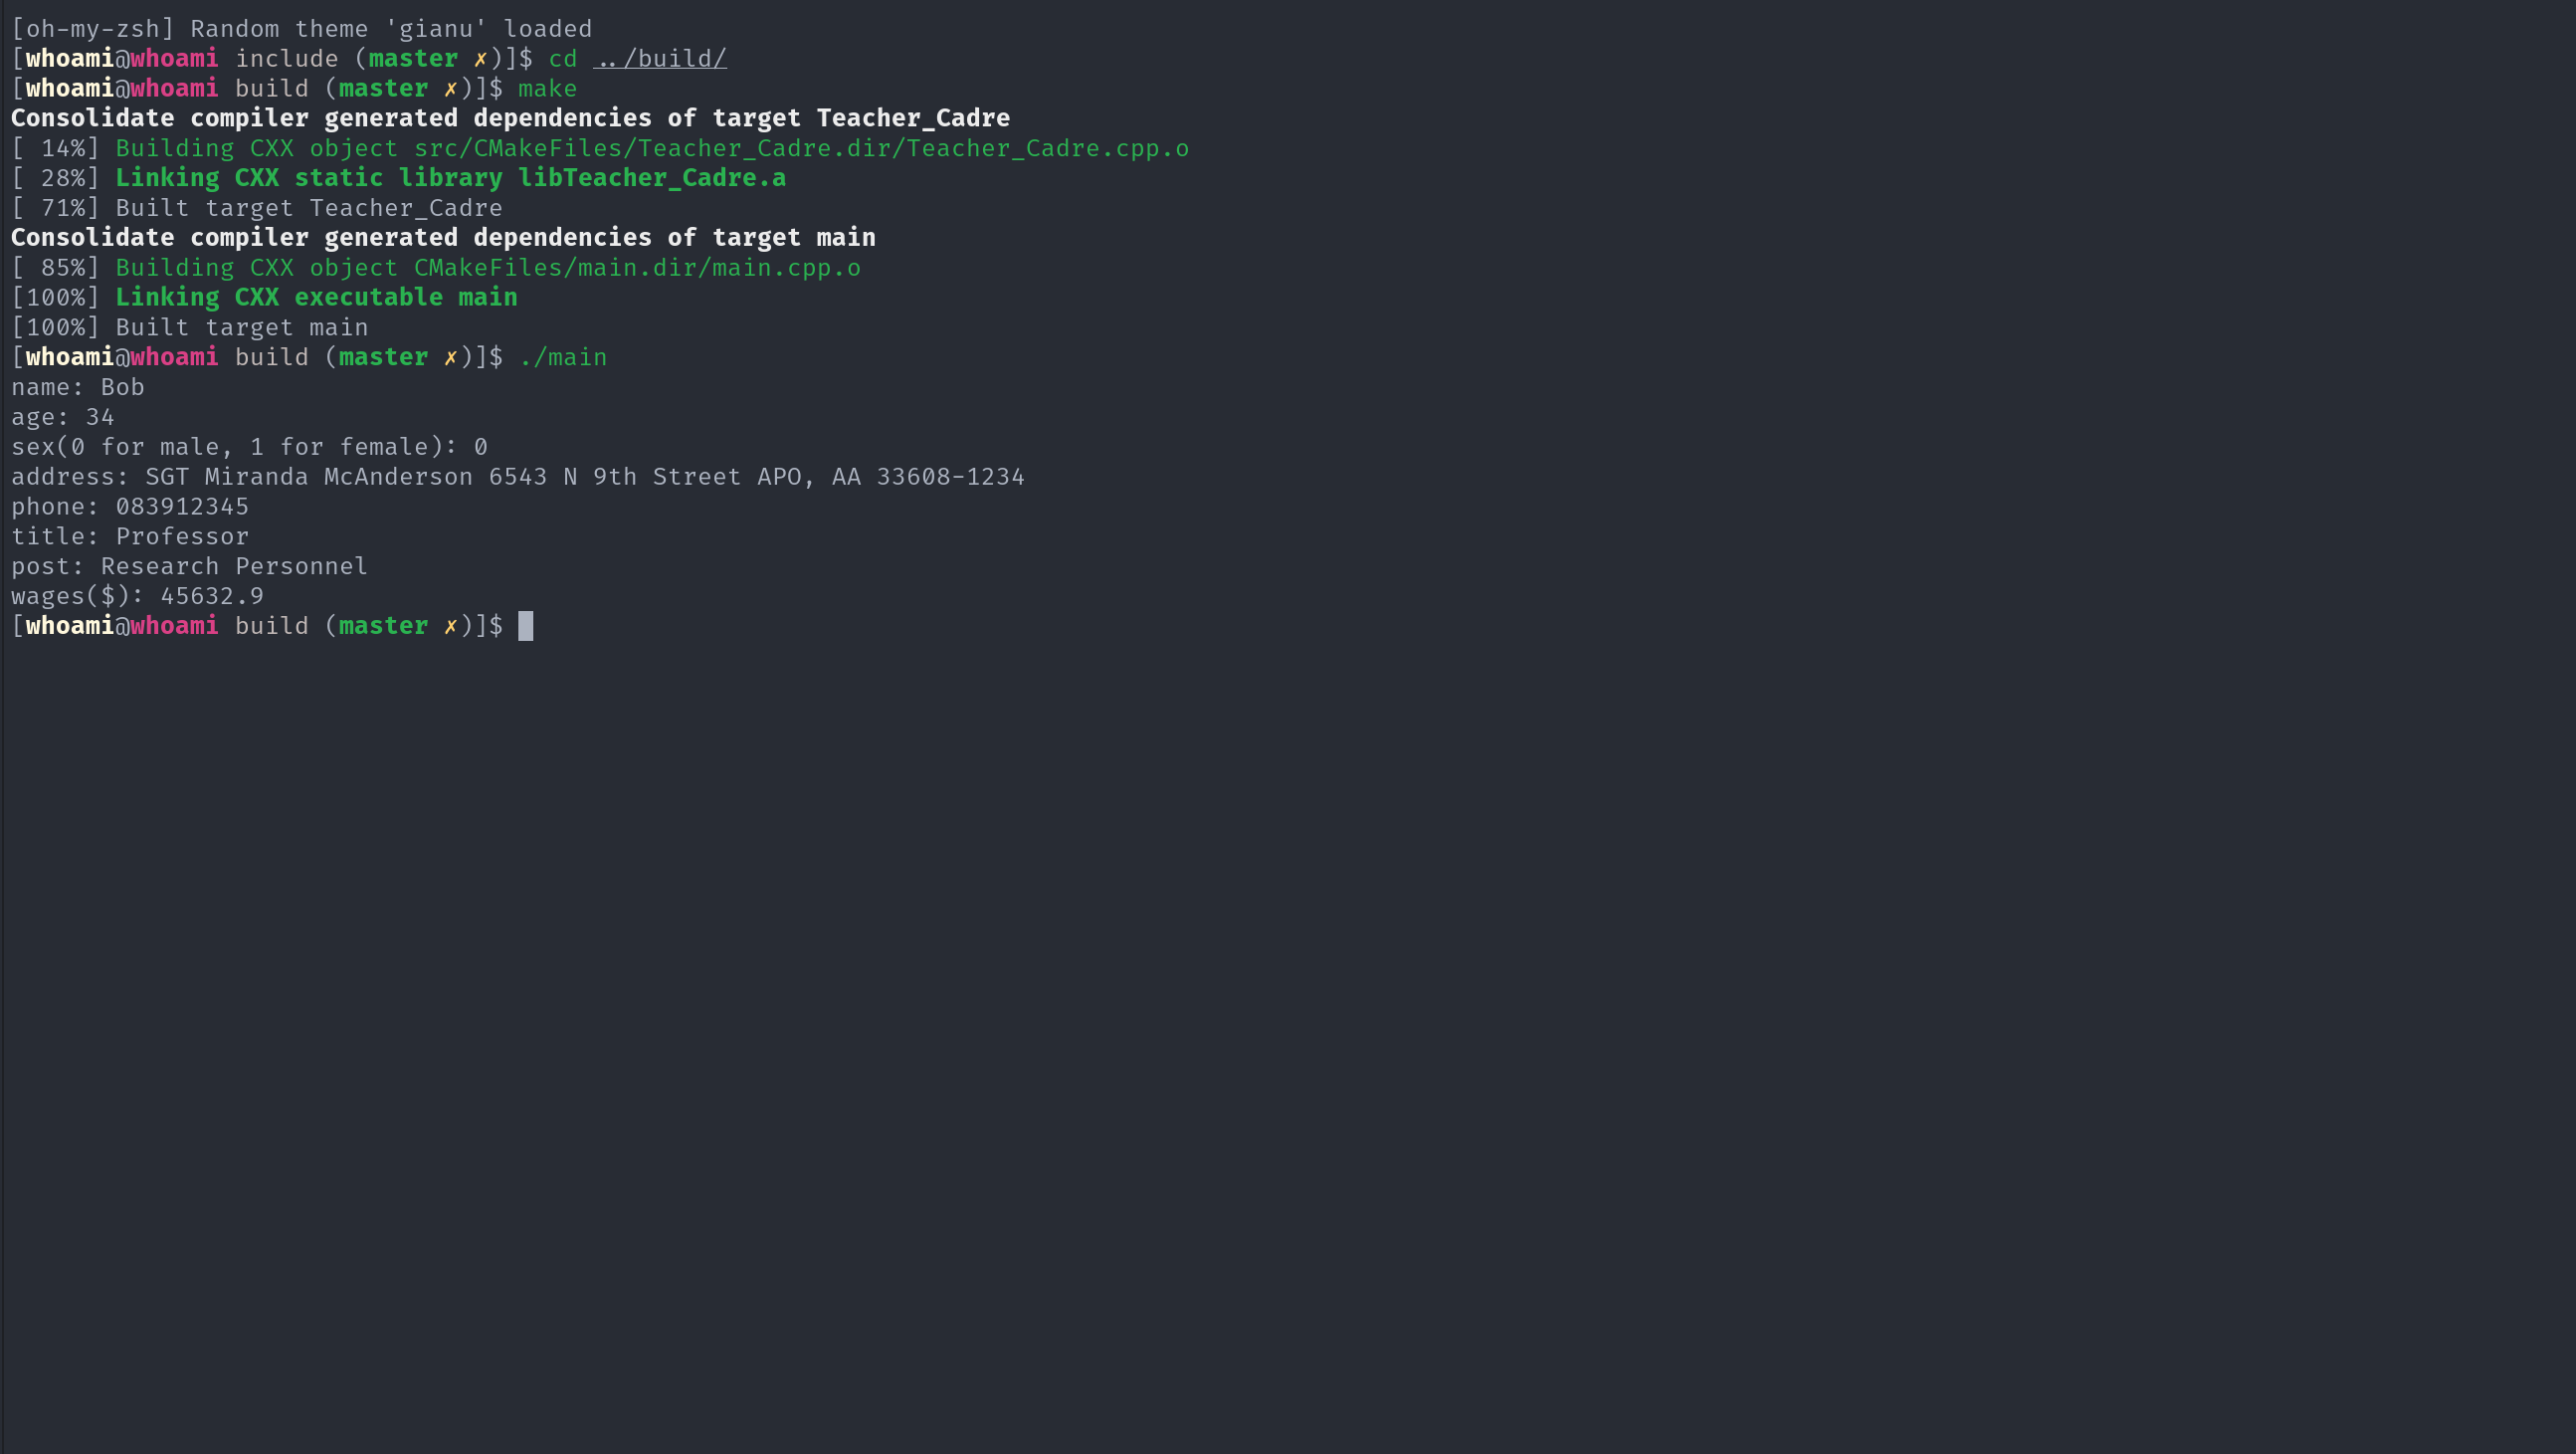 [oh-my-zsh] Random theme 'gianu' loaded
[whoami@whoami include (master ✗)]$ cd ../build/
[whoami@whoami build (master ✗)]$ make
Consolidate compiler generated dependencies of target Teacher_Cadre
[ 14%] Building CXX object src/CMakeFiles/Teacher_Cadre.dir/Teacher_Cadre.cpp.o
[ 28%] Linking CXX static library libTeacher_Cadre.a
[ 71%] Built target Teacher_Cadre
Consolidate compiler generated dependencies of target main
[ 85%] Building CXX object CMakeFiles/main.dir/main.cpp.o
[100%] Linking CXX executable main
[100%] Built target main
[whoami@whoami build (master ✗)]$ ./main
name: Bob
age: 34
sex(0 for male, 1 for female): 0
address: SGT Miranda McAnderson 6543 N 9th Street APO, AA 33608-1234
phone: 083912345
title: Professor
post: Research Personnel
wages($): 45632.9
[whoami@whoami build (master ✗)]$